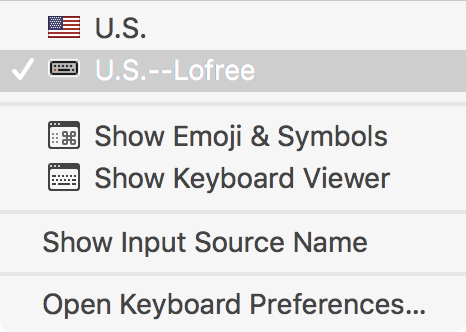 U.S.
U.S.--Lofree
Show Emoji & Symbols
Show Keyboard Viewer
Show Input Source Name
Open Keyboard Preferences...